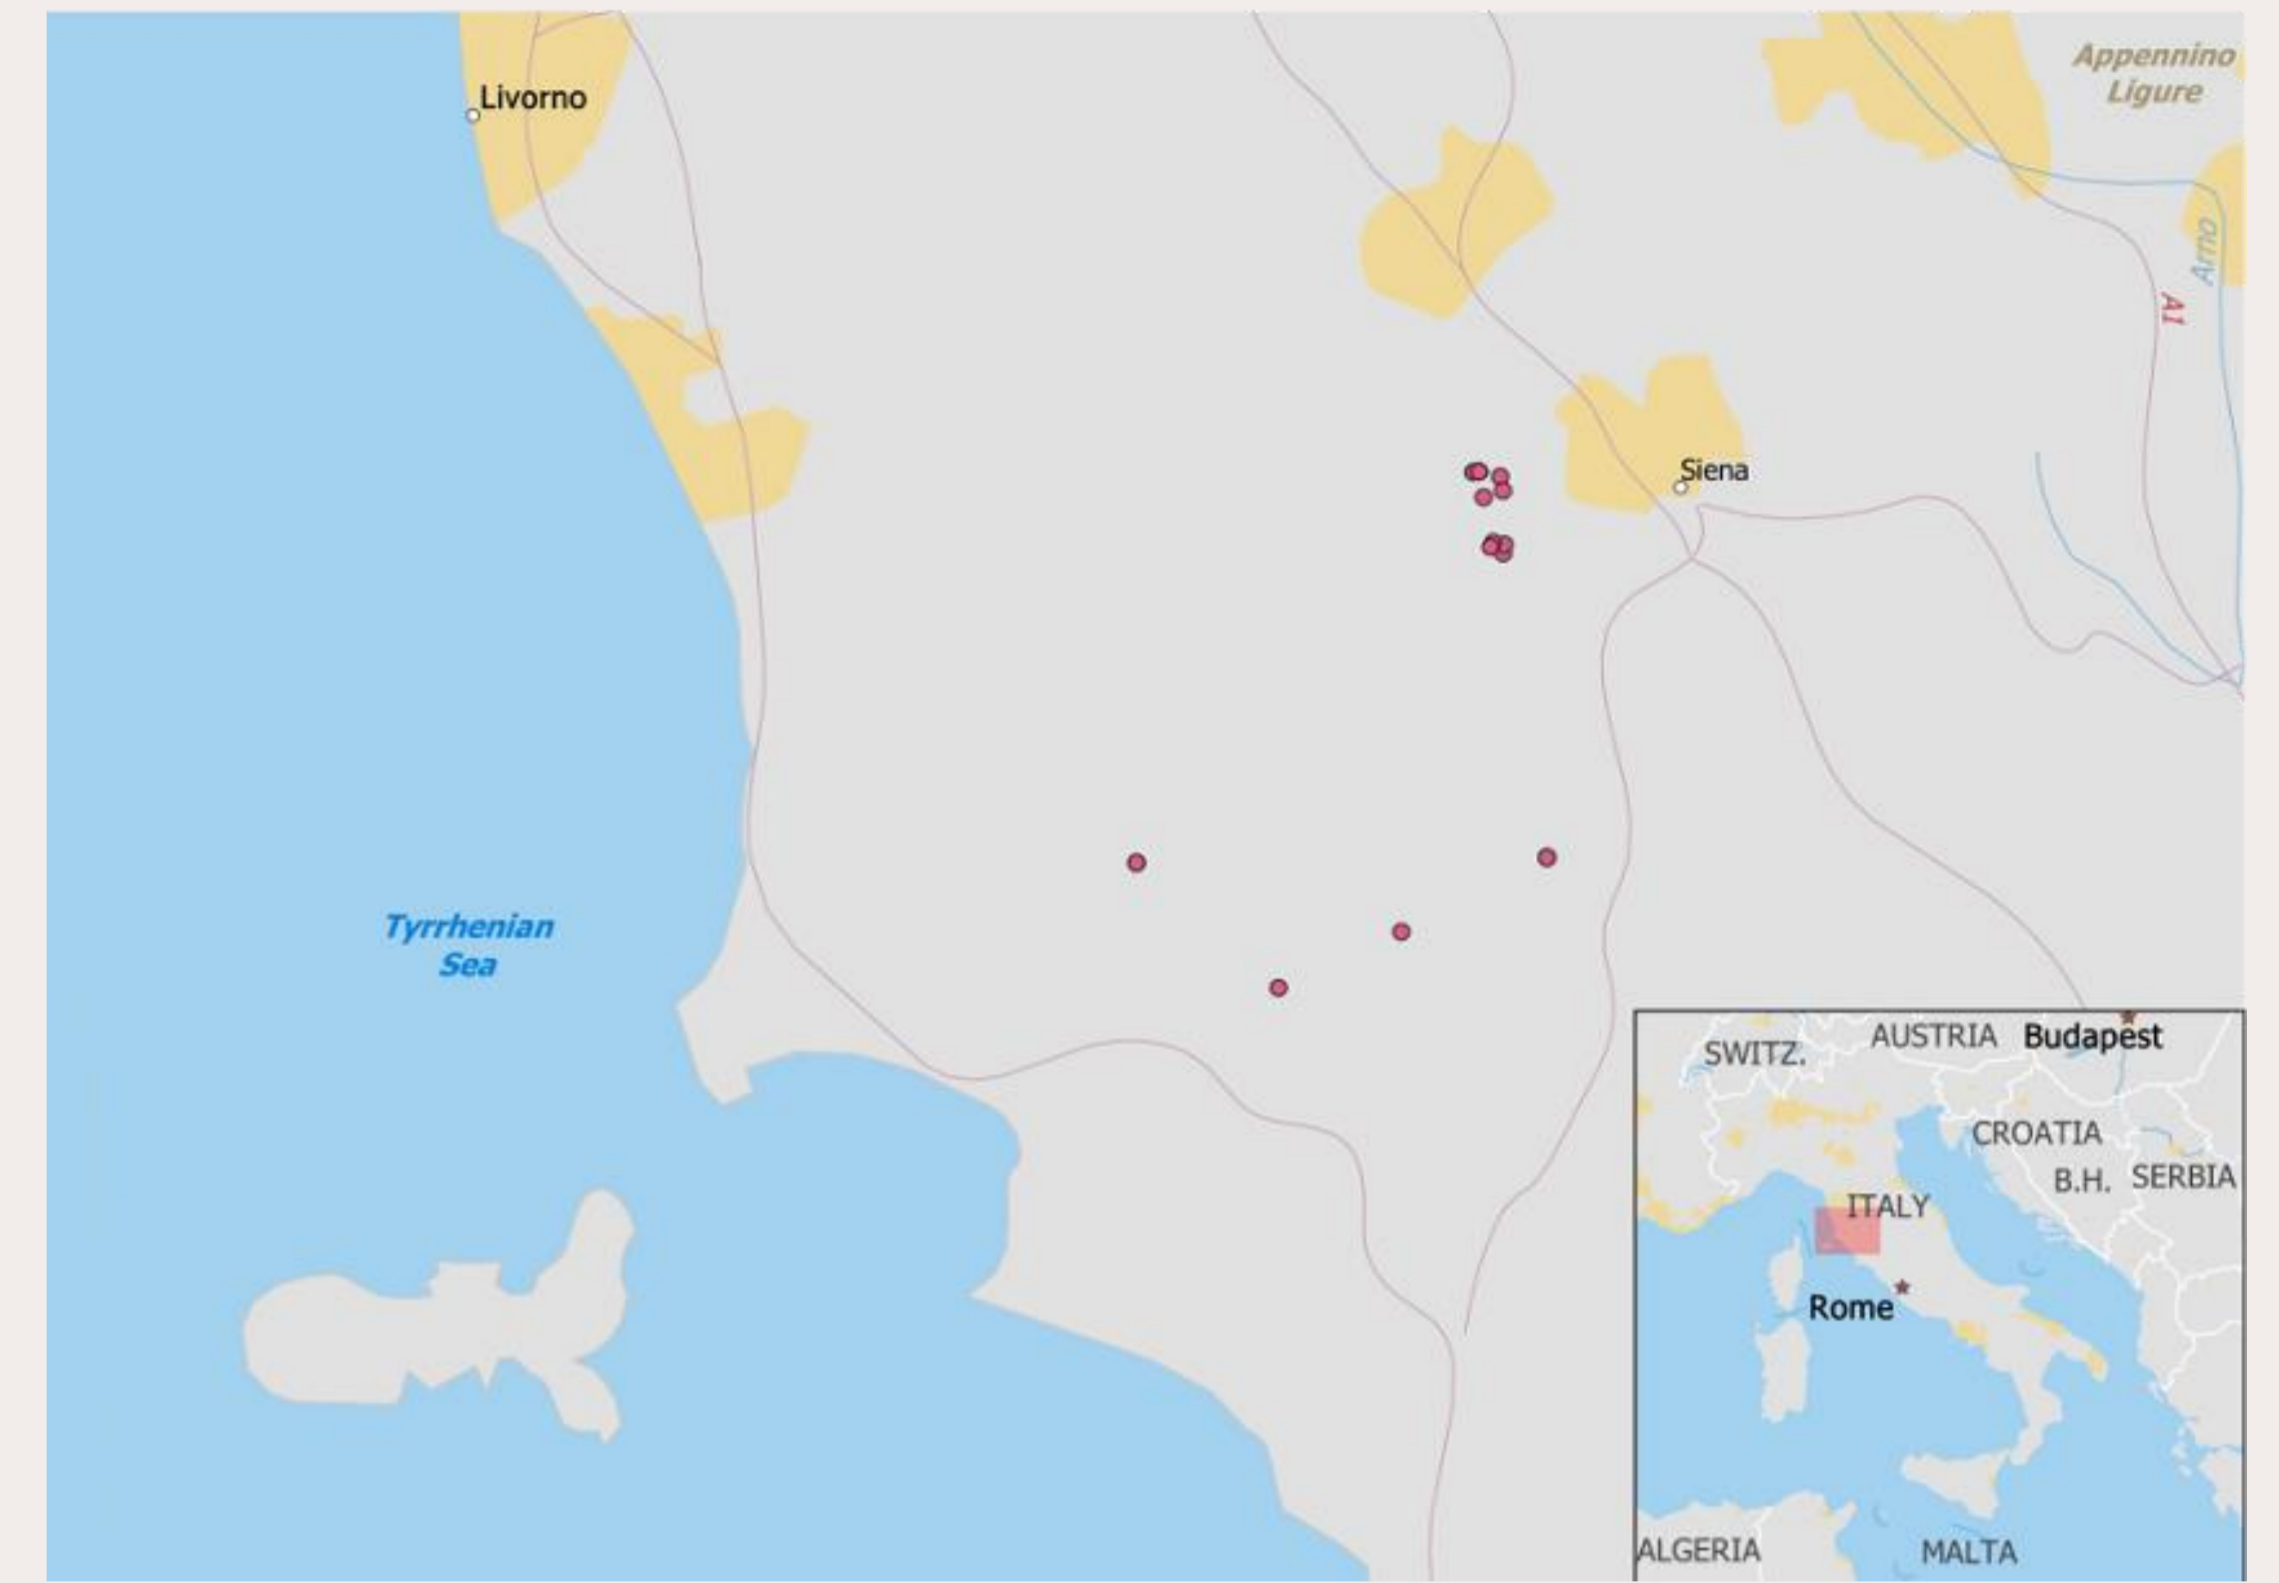 Appennino
Ligure
Livorno
Arno
A1
Siena
Tyrrhenian
Sea
AUSTRIA
Budapest
SWITZ.
CROATIA
B.H.
SERBIA
ITALY
Rome
ALGERIA
MALTA